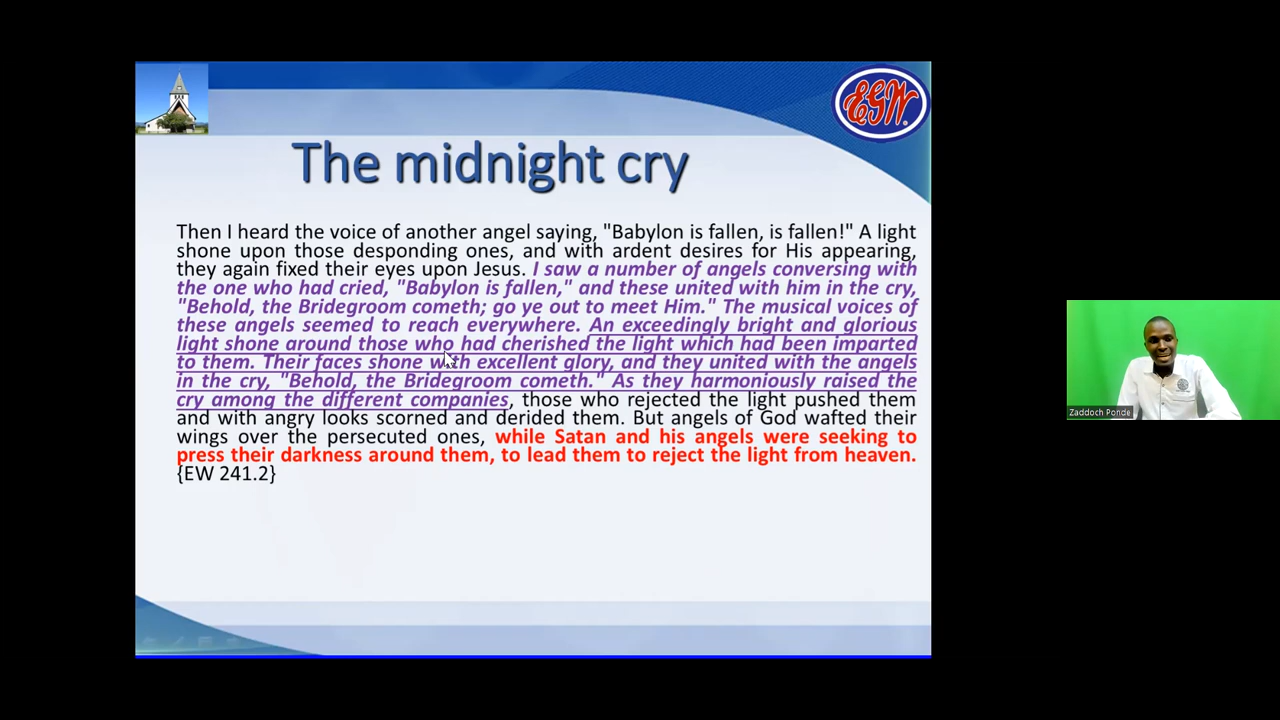 EGW
The midnight cry
Then I heard the voice of another angel saying, "Babylon is fallen, is fallen!" A light
shone upon those desponding ones, and with ardent desires for His appearing,
they again fixed their eyes upon Jesus. I saw a number of angels conversing with
the one who had cried, "Babylon is fallen," and these united with him in the cry,
"Behold, the Bridegroom cometh; go ye out to meet Him." The musical voices of
these angels seemed to reach everywhere. An exceedingly bright and glorious
light shone around those who had cherished the light which had been imparted
to them. Their faces shone with excellent glory, and they united with the angels
in the cry, "Behold, the Bridegroom cometh." As they harmoniously raised the
cry among the different companies, those who rejected the light pushed them
and with angry looks scorned and derided them. But angels of God wafted their
wings over the persecuted ones, while Satan and his angels were seeking to
press their darkness around them, to lead them to reject the light from heaven.
{EW 241.2}
Zaddoch Ponde